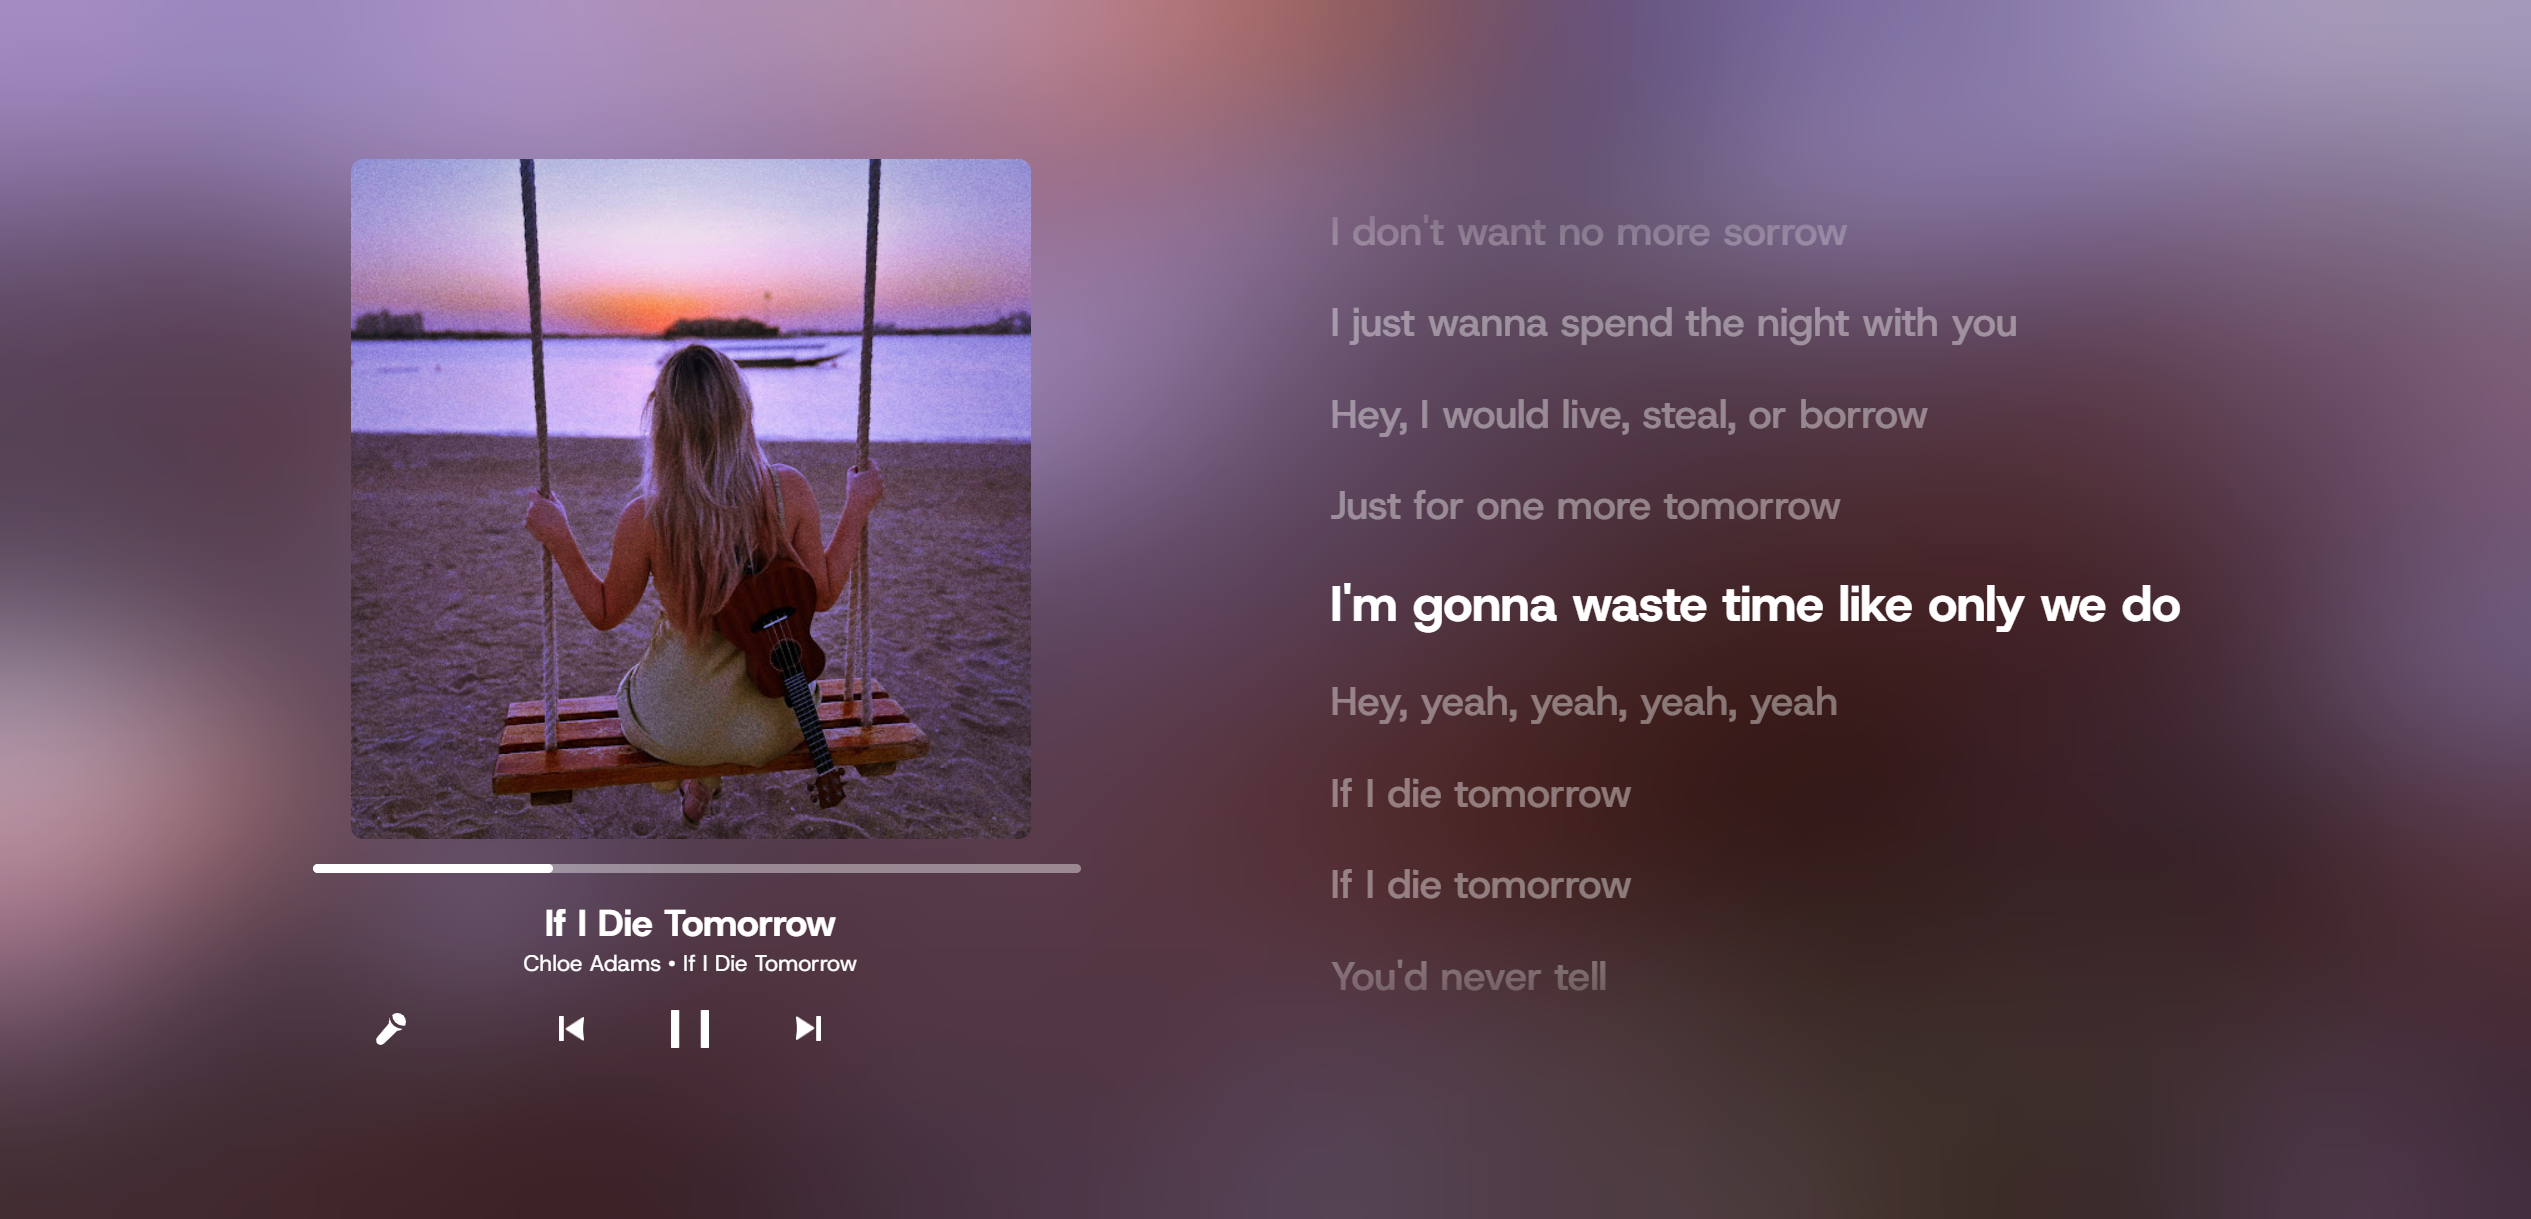 I don't want no more sorrow
I just wanna spend the night with you
Hey, I would live, steal, or borrow
Just for one more tomorrow
I'm gonna waste time like only we do
Hey, yeah, yeah, yeah, yeah
If I die tomorrow
If I die tomorrow
You'd never tell
If I Die Tomorrow
Chloe Adams • If I Die Tomorrow